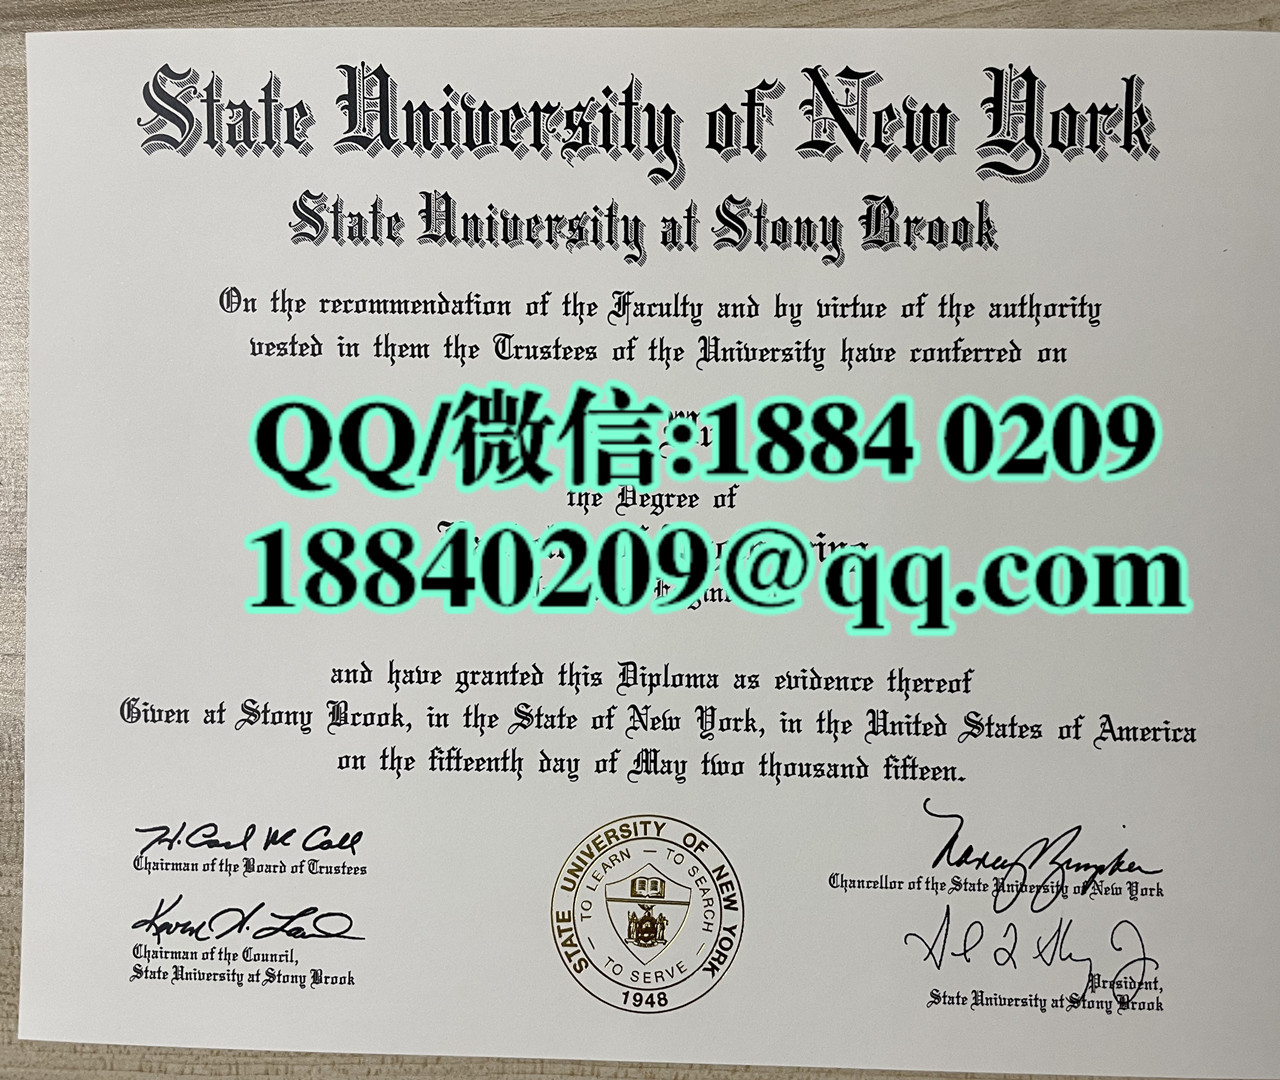 State University of New York
State University at Stony Brook
On the recommendation of the Faculty and by virtue of the authority
vested in them the Trustees of the University have conferred on
QQ/微信:1884 0209
the Degree of
18840209@qq.com
and have granted this Diploma as evidence thereof
Given at Stony Brook, in the State of New York, in the United States of America
on the fifteenth day of May two thousand fifteen.
H. Carl McCall
Chairman of the Board of Trustees
Chairman of the Council,
State University at Stony Brook
STATE UNIVERSITY OF NEW YORK
TO LEARN — TO SEARCH — TO SERVE
1948
Chancellor of the State University of New York
President,
State University at Stony Brook